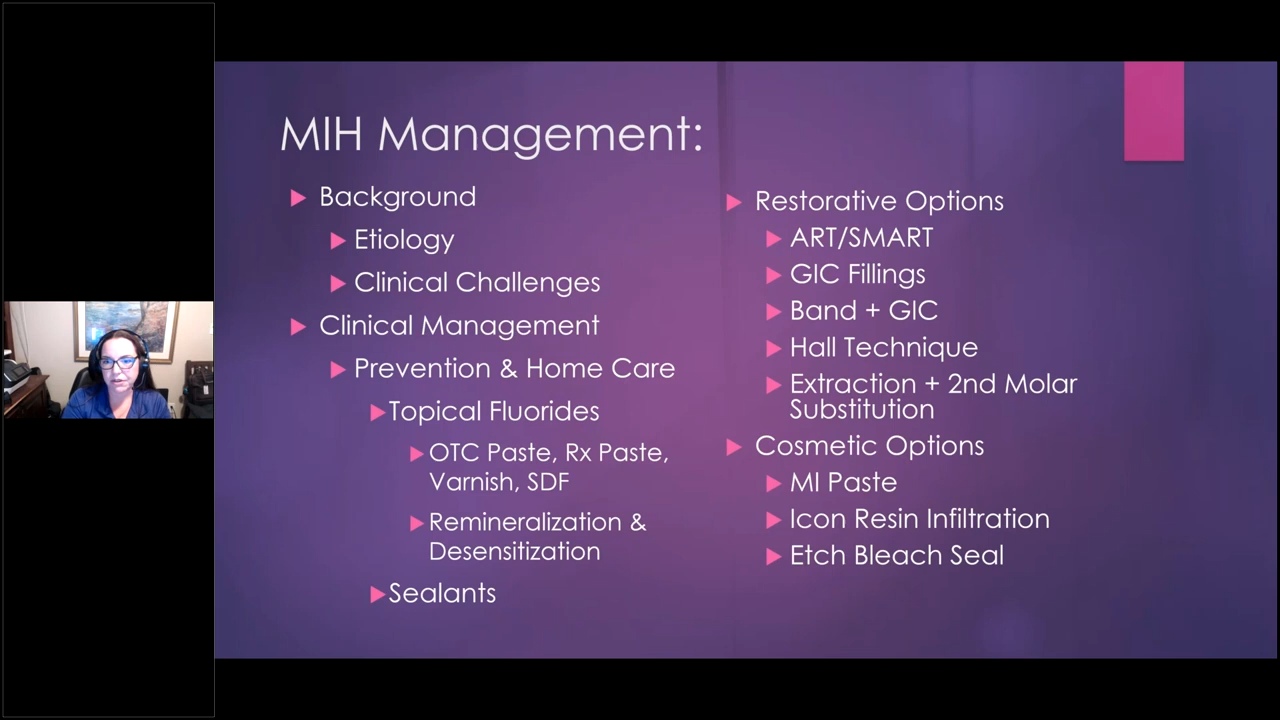 MIH Management:
Background
Etiology
Clinical Challenges
Clinical Management
Prevention & Home Care
Topical Fluorides
OTC Paste, Rx Paste,
Varnish, SDF
Remineralization &
Desensitization
Sealants
Restorative Options
ART/SMART
GIC Fillings
Band + GIC
Hall Technique
Extraction + 2nd Molar
Substitution
Cosmetic Options
MI Paste
Icon Resin Infiltration
Etch Bleach Seal